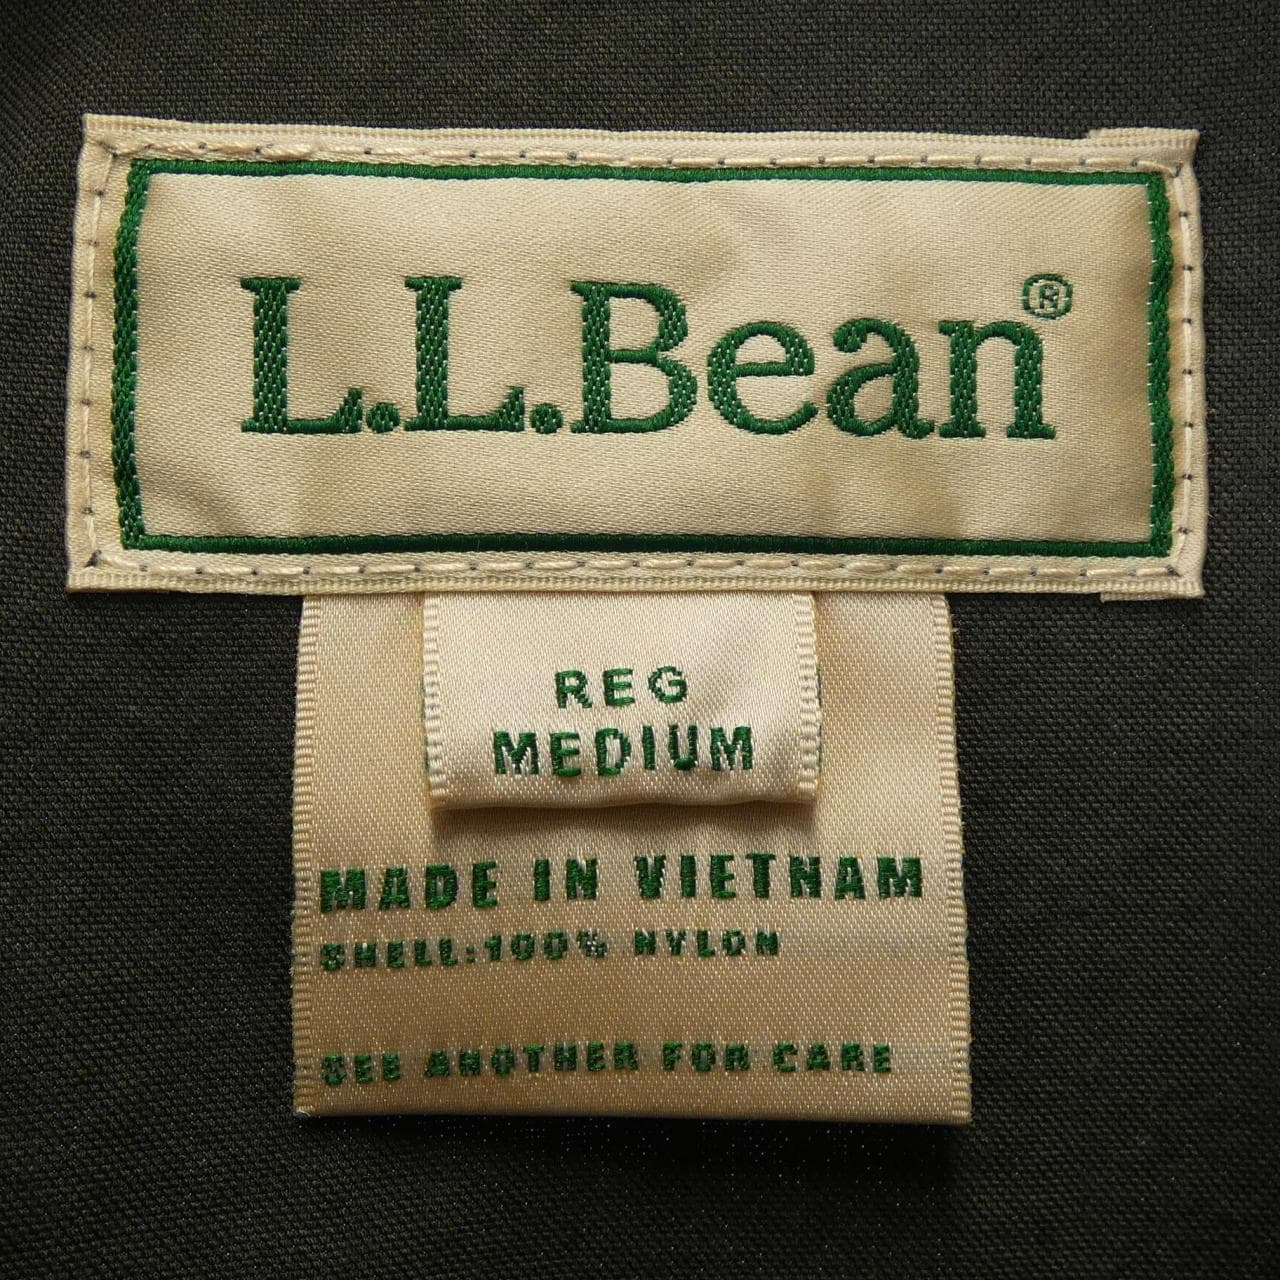 L.L.Bean®
REG
MEDIUM
MADE IN VIETNAM
SHELL:100% NYLON
SEE ANOTHER FOR CARE